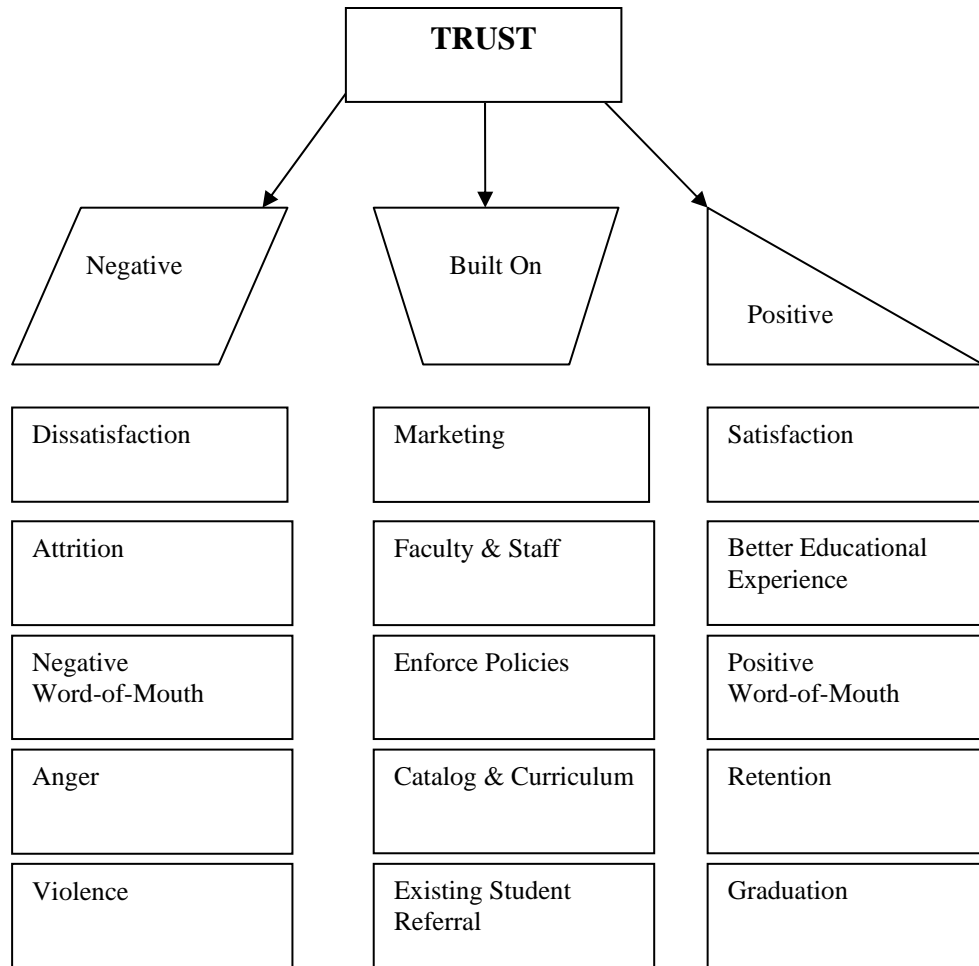 TRUST
Negative
Built On
Positive
Dissatisfaction
Marketing
Satisfaction
Attrition
Faculty & Staff
Better Educational
Experience
Negative
Word-of-Mouth
Enforce Policies
Positive
Word-of-Mouth
Anger
Catalog & Curriculum
Retention
Violence
Existing Student
Referral
Graduation